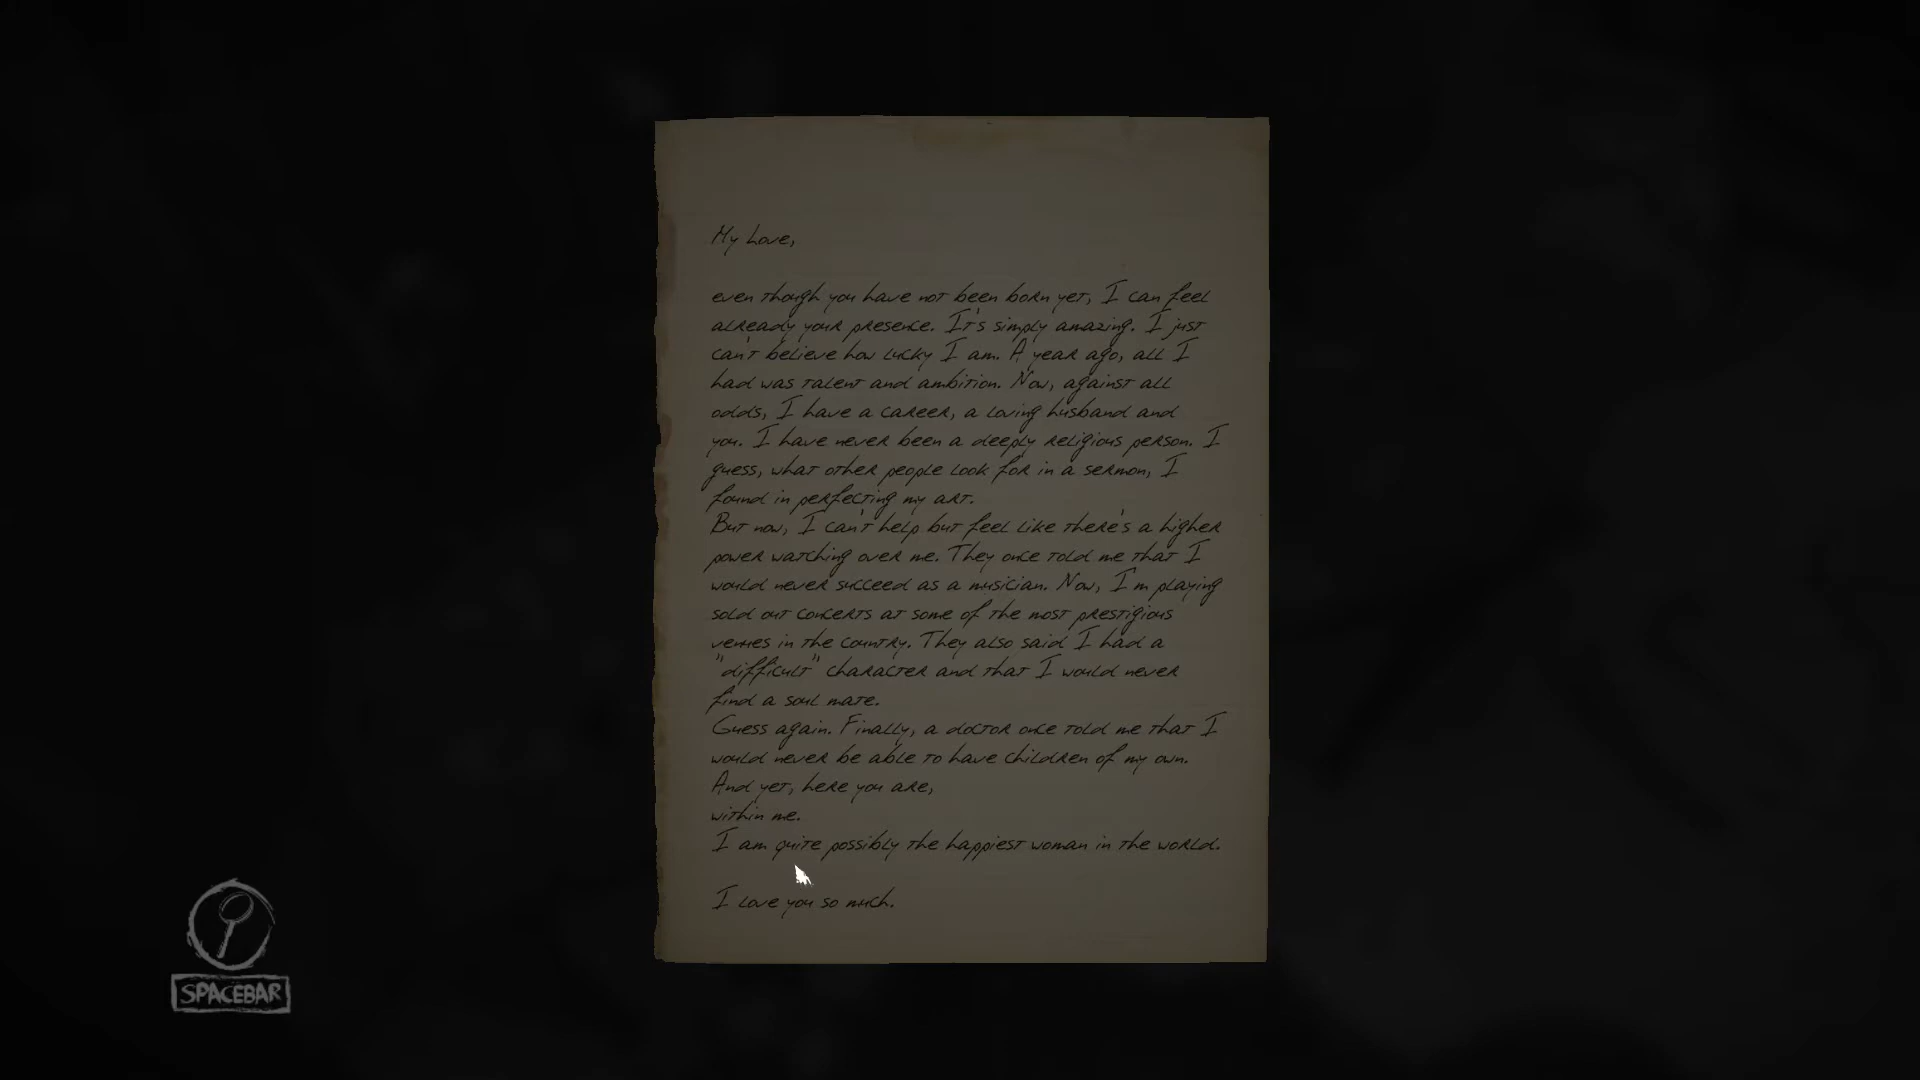 My Love,
even though you have not been born yet, I can feel
already your presence. It's simply amazing. I just
can't believe how lucky I am. A year ago, all I
had was talent and ambition. Now, against all
odds, I have a career, a loving husband and
you. I have never been a deeply religious person. I
guess, what other people look for in a sermon, I
found in perfecting my art.
But now, I can't help but feel like there's a higher
power watching over me. They once told me that I
would never succeed as a musician. Now, I'm playing
sold out concerts at some of the most prestigious
venues in the country. They also said I had a
"difficult" character and that I would never
find a soul mate.
Guess again. Finally, a doctor once told me that I
would never be able to have children of my own.
And yet, here you are,
within me.
I am quite possibly the happiest woman in the world.
I love you so much.
SPACEBAR